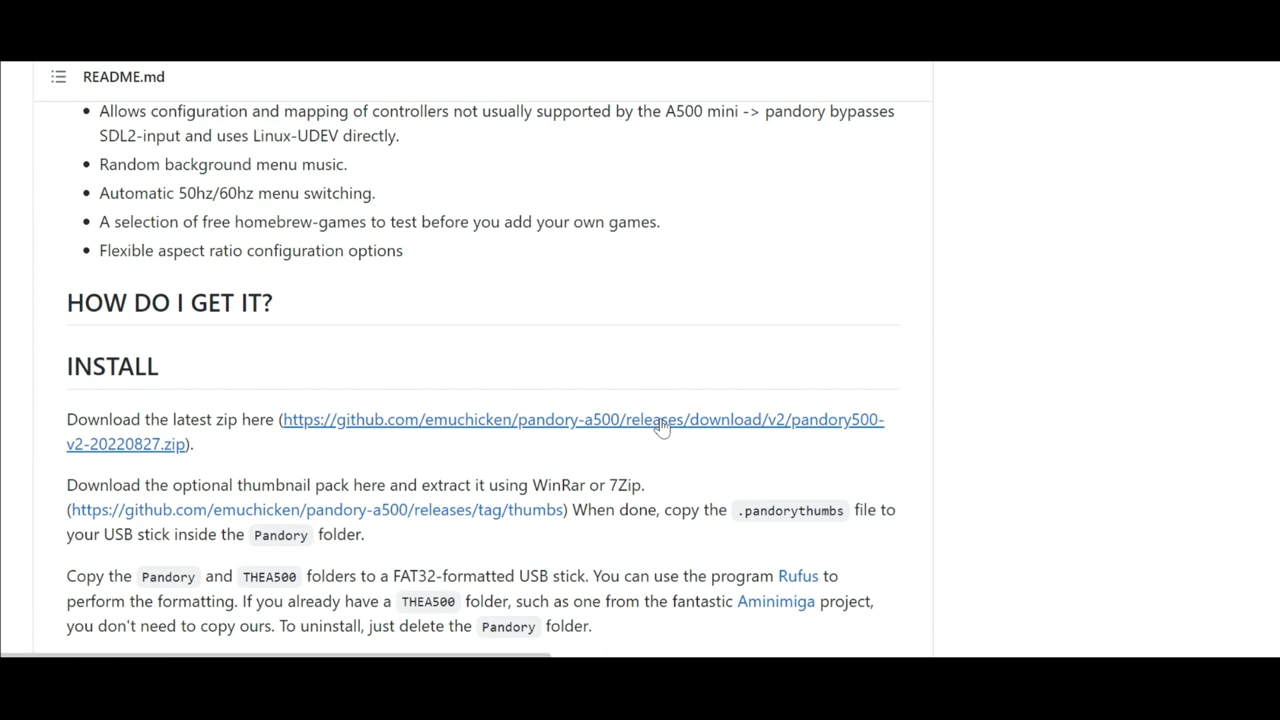 README.md
Allows configuration and mapping of controllers not usually supported by the A500 mini -> pandory bypasses
SDL2-input and uses Linux-UDEV directly.
Random background menu music.
Automatic 50hz/60hz menu switching.
A selection of free homebrew-games to test before you add your own games.
Flexible aspect ratio configuration options
HOW DO I GET IT?
INSTALL
Download the latest zip here (https://github.com/emuchicken/pandory-a500/releases/download/v2/pandory500-
v2-20220827.zip).
Download the optional thumbnail pack here and extract it using WinRar or 7Zip.
(https://github.com/emuchicken/pandory-a500/releases/tag/thumbs) When done, copy the .pandorythumbs file to
your USB stick inside the Pandory folder.
Copy the Pandory and THEA500 folders to a FAT32-formatted USB stick. You can use the program Rufus to
perform the formatting. If you already have a THEA500 folder, such as one from the fantastic Aminimiga project,
you don't need to copy ours. To uninstall, just delete the Pandory folder.